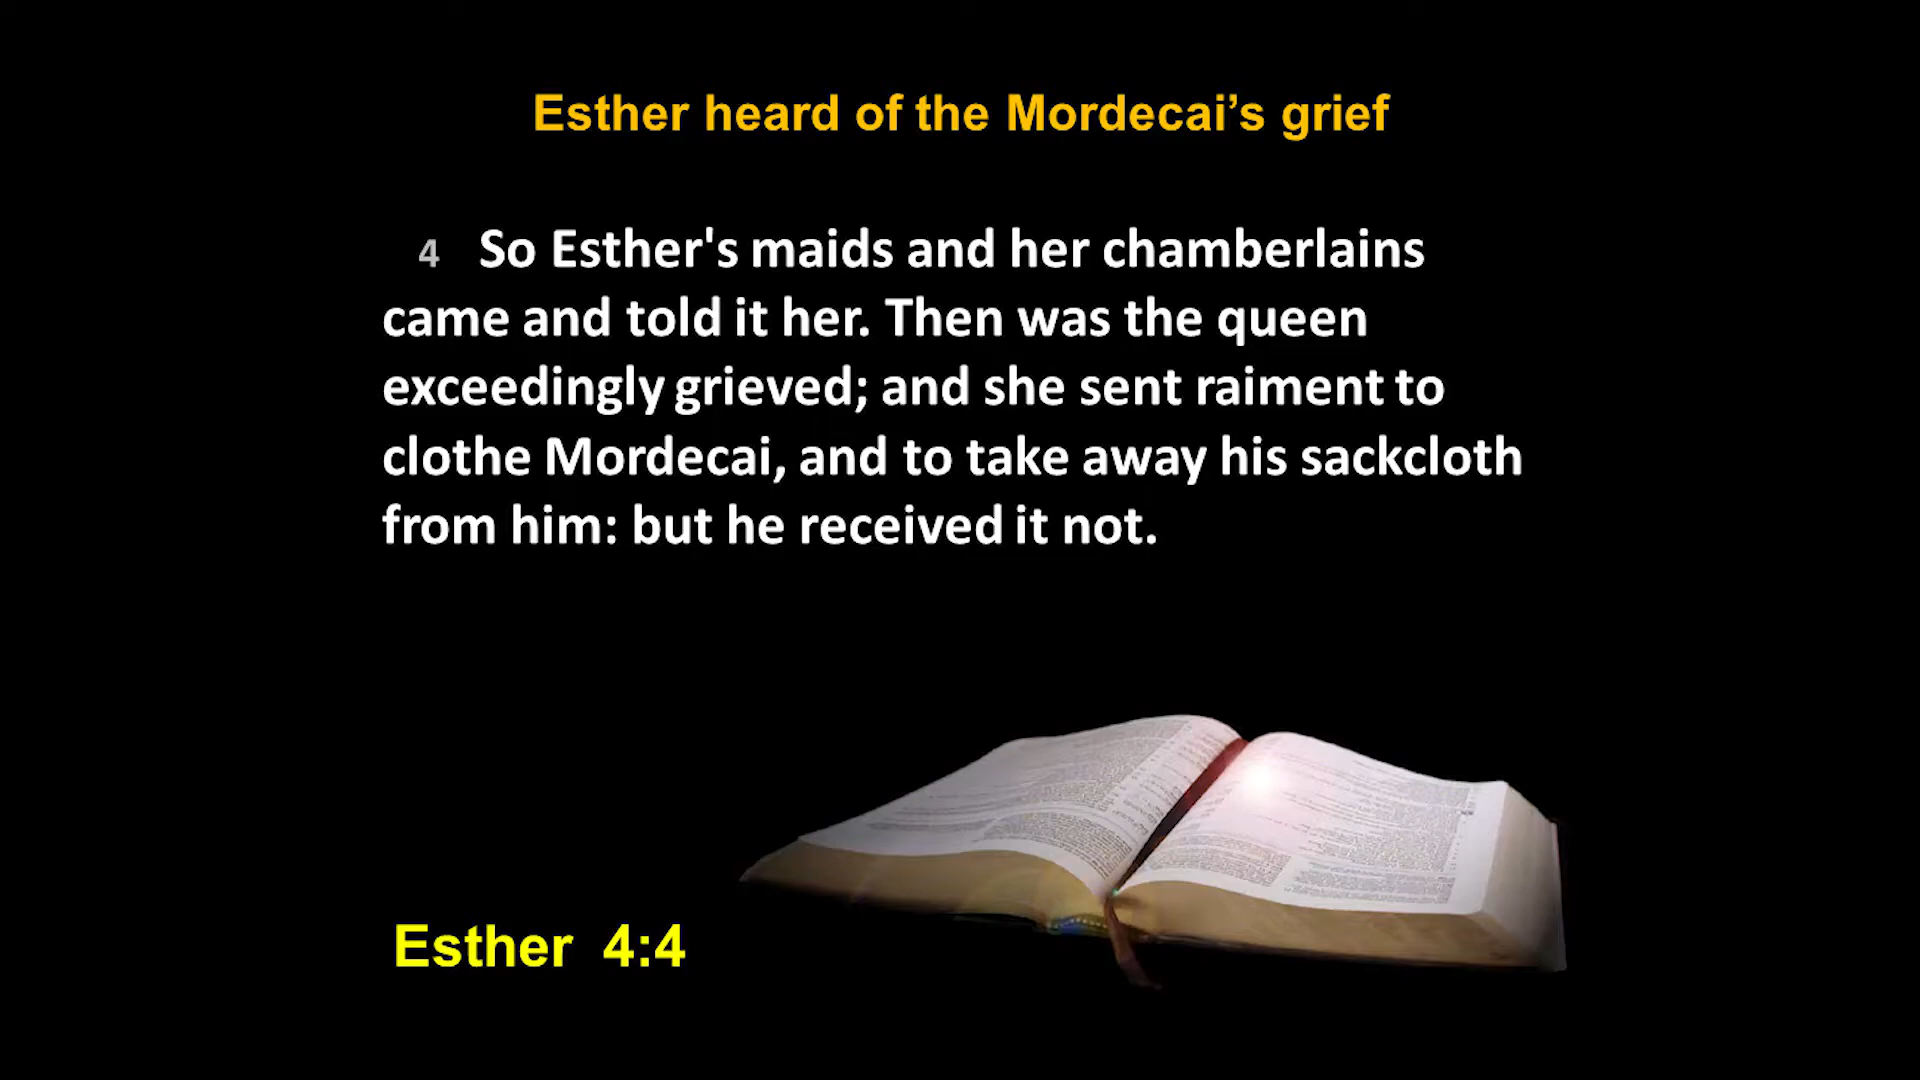 Esther heard of the Mordecai’s grief
4 So Esther's maids and her chamberlains
came and told it her. Then was the queen
exceedingly grieved; and she sent raiment to
clothe Mordecai, and to take away his sackcloth
from him: but he received it not.
Esther 4:4